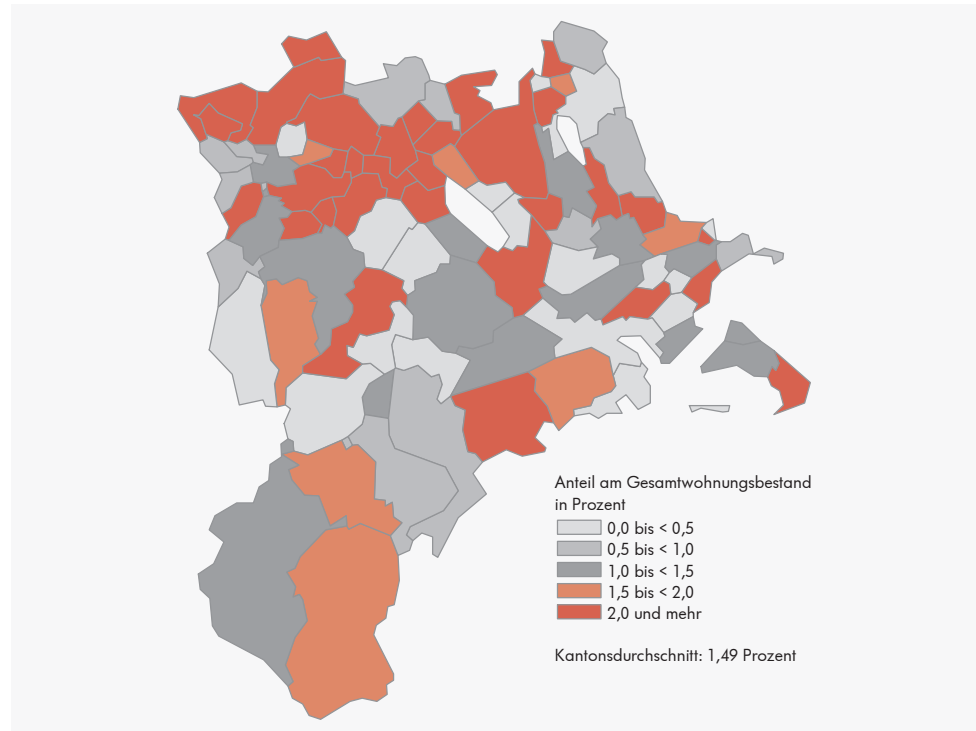 Anteil am Gesamtwohnungsbestand
in Prozent
0,0 bis < 0,5
0,5 bis < 1,0
1,0 bis < 1,5
1,5 bis < 2,0
2,0 und mehr
Kantonsdurchschnitt: 1,49 Prozent